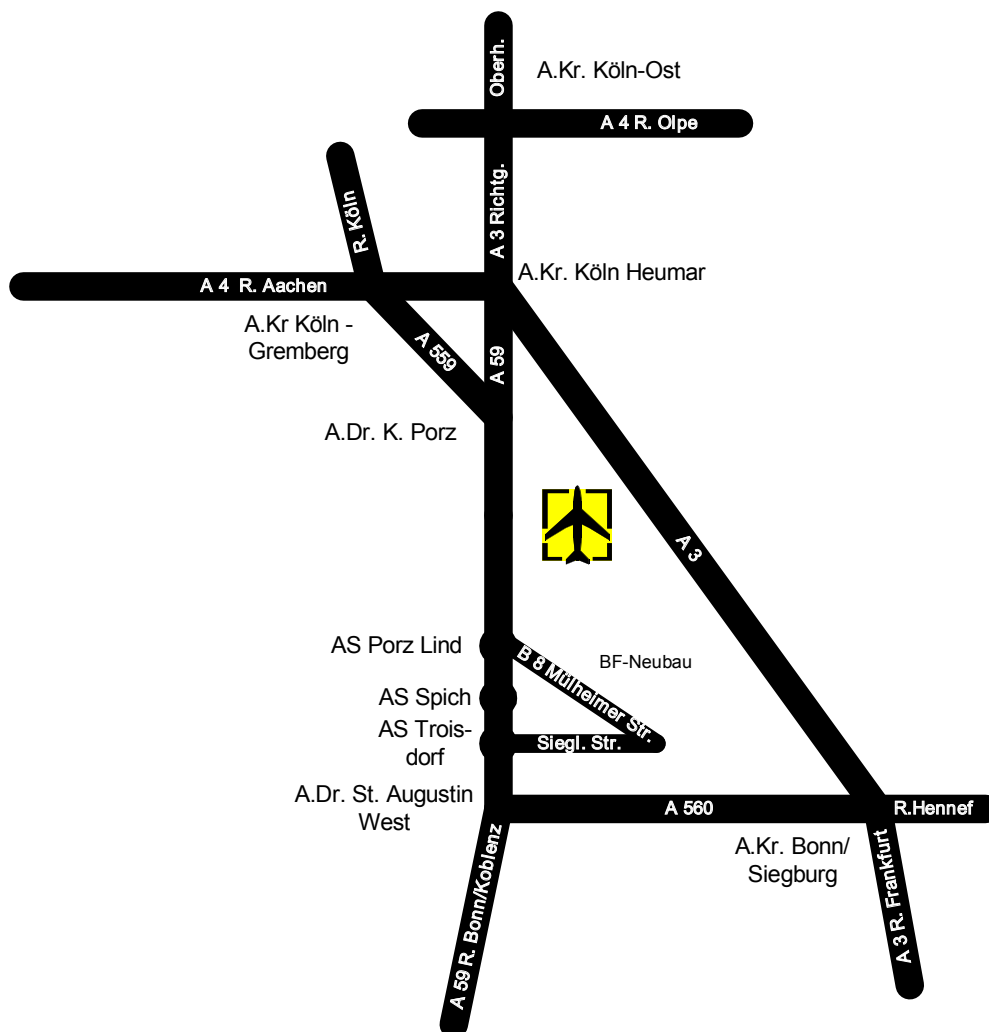 Oberh.
A.Kr. Köln-Ost
A 4 R. Olpe
R. Köln
A 3 Richtg.
A.Kr. Köln Heumar
A 4 R. Aachen
A.Kr Köln -
Gremberg
A 559
A 59
A.Dr. K. Porz
A 3
AS Porz Lind
B 8 Mülheimer Str.
BF-Neubau
AS Spich
AS Trois-
dorf
Siegl. Str.
A.Dr. St. Augustin
West
A 560
R.Hennef
A.Kr. Bonn/
Siegburg
A 59 R. Bonn/Koblenz
A 3 R. Frankfurt